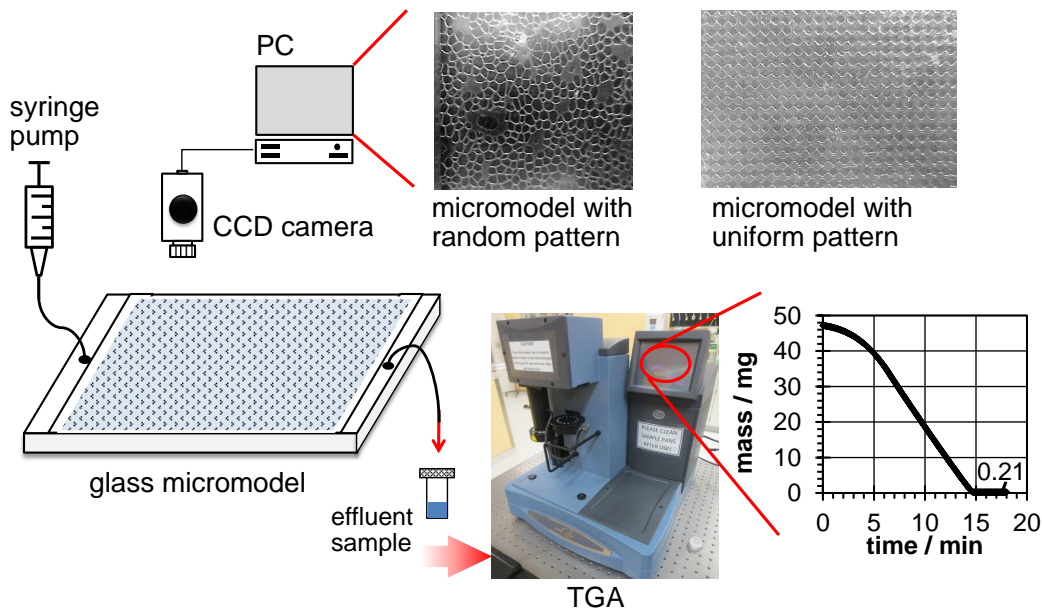 PC
syringe
pump
CCD camera
micromodel with
random pattern
micromodel with
uniform pattern
glass micromodel
effluent
sample
PLEASE CLEAN
SAMPLE PANS
AFTER USE!
TGA
50
40
30
20
10
0
mass / mg
0.21
0 5 10 15 20
time / min